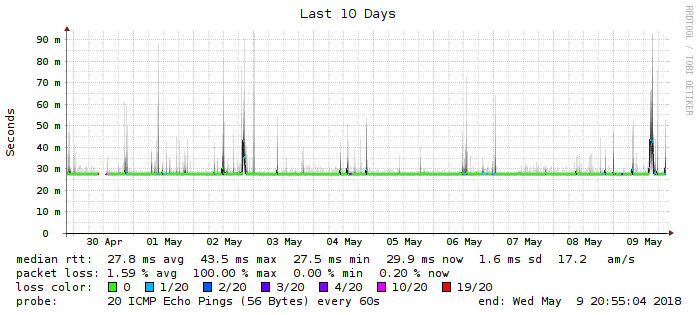 Last 10 Days
RRDTOOL / TOBI OETIKER
Seconds
90 m
80 m
70 m
60 m
50 m
40 m
30 m
20 m
10 m
0
30 Apr 01 May 02 May 03 May 04 May 05 May 06 May 07 May 08 May 09 May
median rtt: 27.8 ms avg 43.5 ms max 27.5 ms min 29.9 ms now 1.6 ms sd 17.2 am/s
packet loss: 1.59 % avg 100.00 % max 0.00 % min 0.20 % now
loss color: 0 1/20 2/20 3/20 4/20 10/20 19/20
probe: 20 ICMP Echo Pings (56 Bytes) every 60s end: Wed May 9 20:55:04 2018